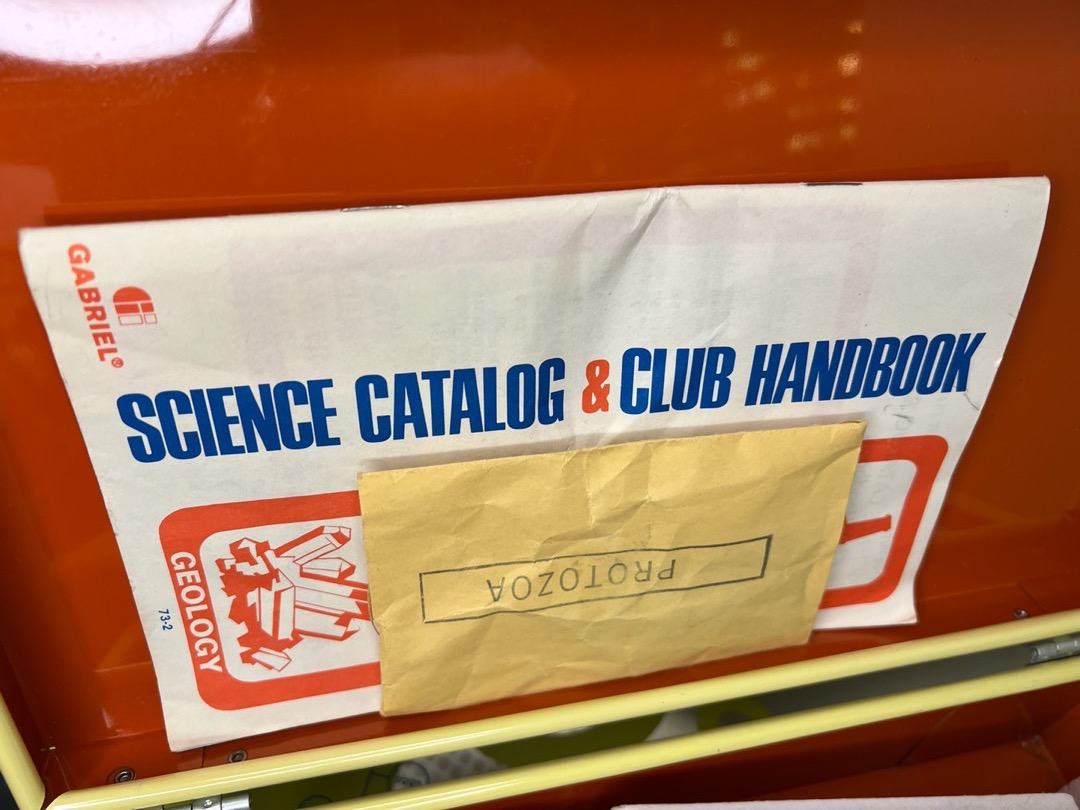 GABRIEL®
SCIENCE CATALOG & CLUB HANDBOOK
GEOLOGY
73-2
PROTOZOA